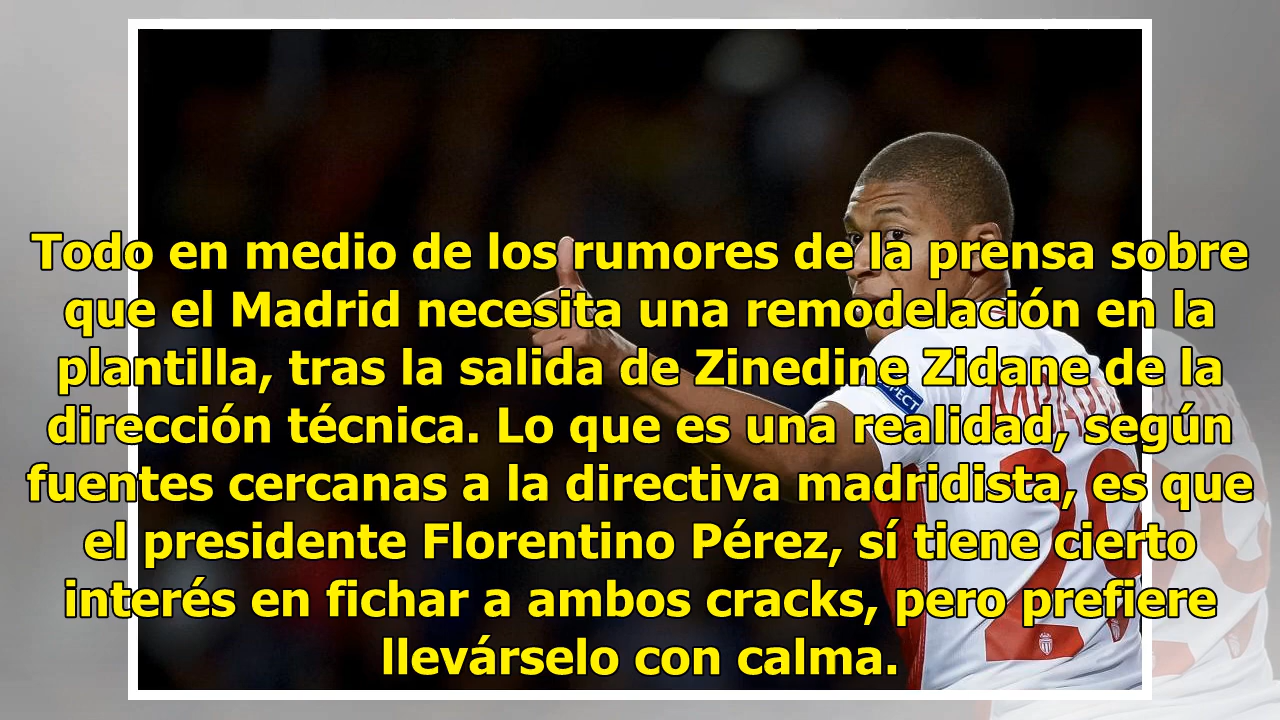 Todo en medio de los rumores de la prensa sobre
que el Madrid necesita una remodelación en la
plantilla, tras la salida de Zinedine Zidane de la
dirección técnica. Lo que es una realidad, según
fuentes cercanas a la directiva madridista, es que
el presidente Florentino Pérez, sí tiene cierto
interés en fichar a ambos cracks, pero prefiere
llevárselo con calma.
29